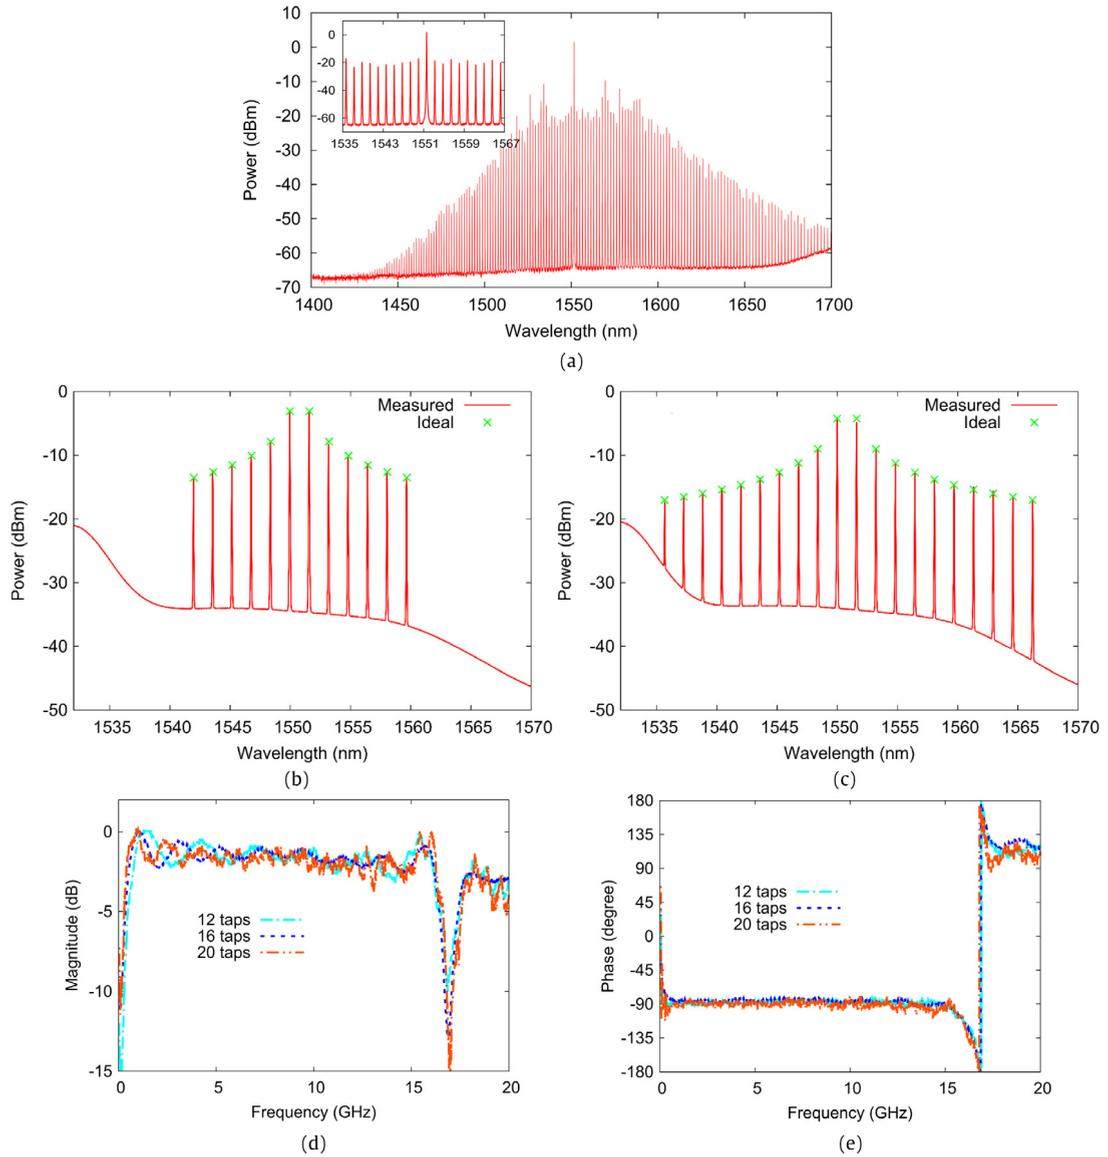 10
0
-10
-20
-30
-40
-50
-60
-70
Power (dBm)
0
-20
-40
-60
1535 1543 1551 1559 1567
1400 1450 1500 1550 1600 1650 1700
Wavelength (nm)
(a)
0
-10
-20
-30
-40
-50
Power (dBm)
Measured
Ideal
1535 1540 1545 1550 1555 1560 1565 1570
Wavelength (nm)
(b)
0
-10
-20
-30
-40
-50
Power (dBm)
Measured
Ideal
1535 1540 1545 1550 1555 1560 1565 1570
Wavelength (nm)
(c)
0
-5
-10
-15
Magnitude (dB)
12 taps
16 taps
20 taps
0 5 10 15 20
Frequency (GHz)
(d)
180
135
90
45
0
-45
-90
-135
-180
Phase (degree)
12 taps
16 taps
20 taps
0 5 10 15 20
Frequency (GHz)
(e)